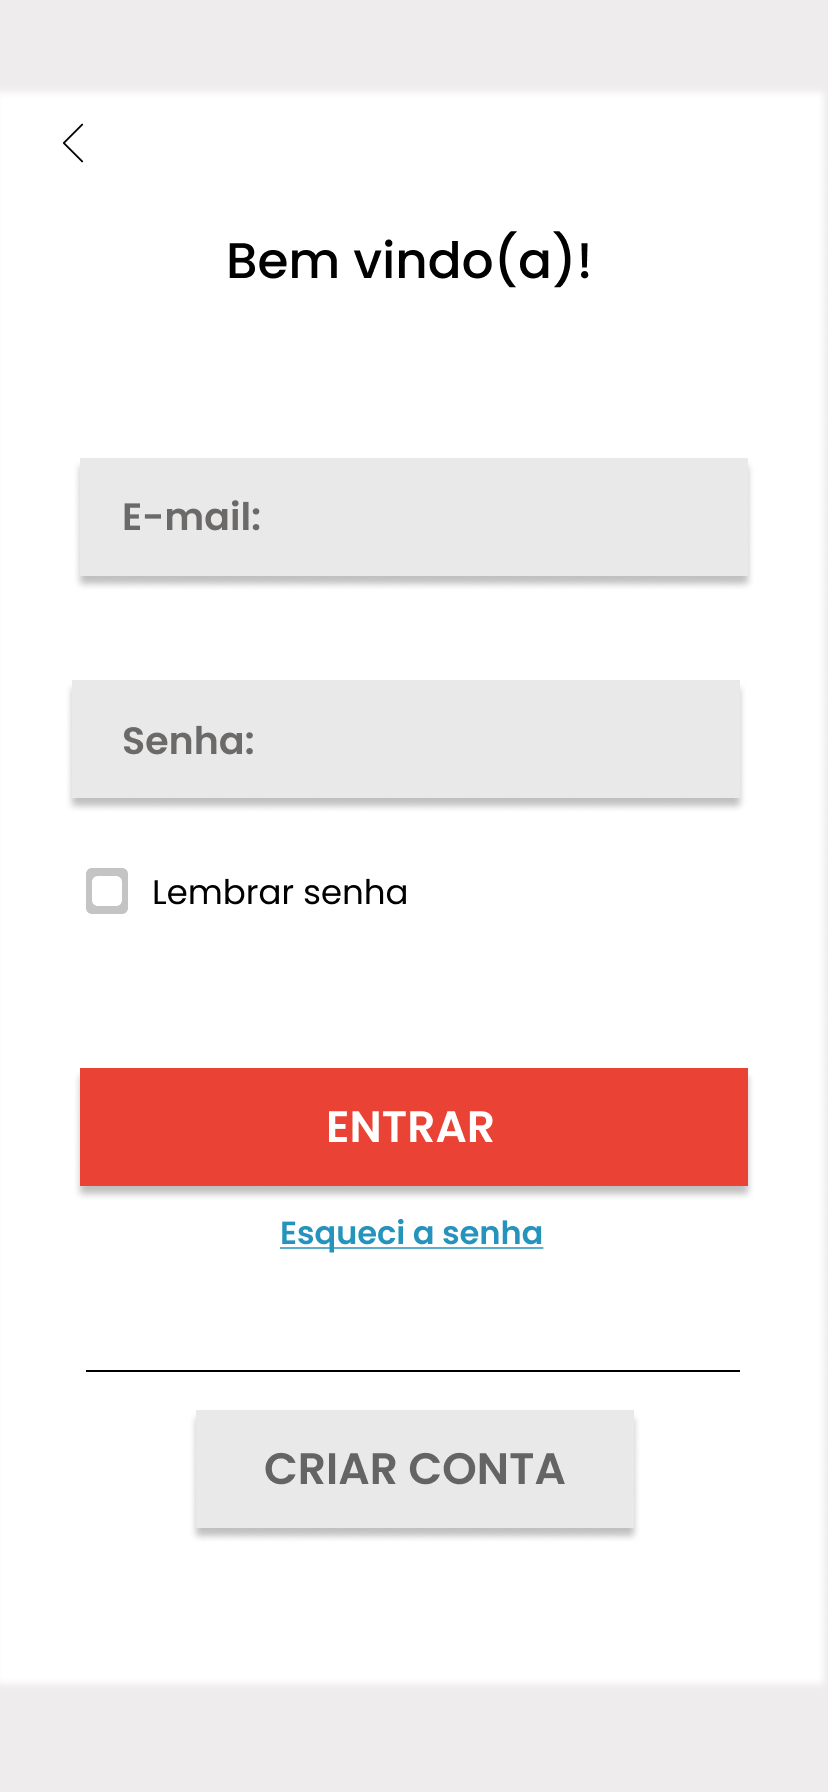 Bem vindo(a)!
E-mail:
Senha:
Lembrar senha
ENTRAR
Esqueci a senha
CRIAR CONTA